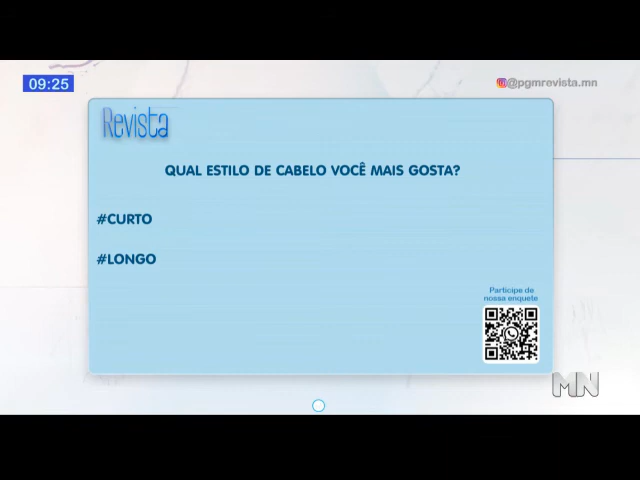 09:25
@pgmrevista.mn
Revista
QUAL ESTILO DE CABELO VOCÊ MAIS GOSTA?
#CURTO
#LONGO
Participe de
nossa enquete
MN